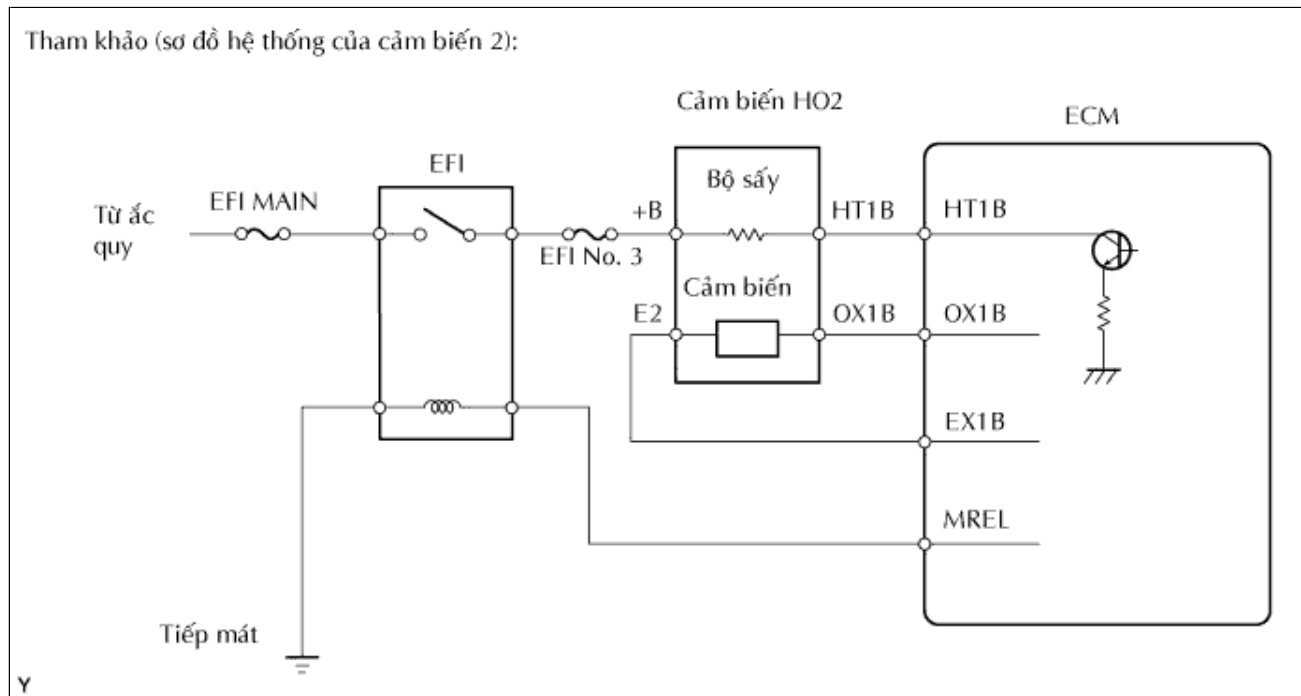 Tham khảo (sơ đồ hệ thống của cảm biến 2):
Cảm biến HO2
ECM
EFI
Bộ sấy
Từ ắc
quy
EFI MAIN
+B
HT1B
HT1B
EFI No. 3
Cảm biến
E2
OX1B
OX1B
EX1B
MREL
Tiếp mát
Y